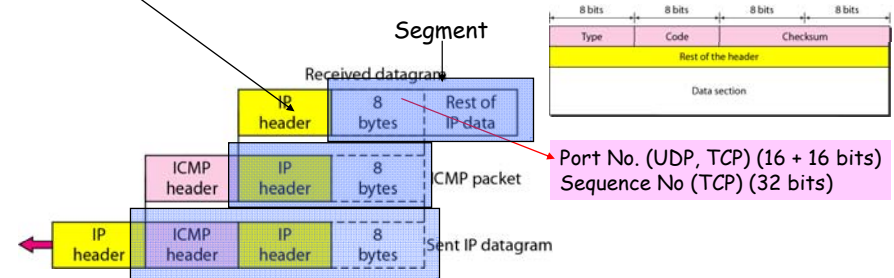 Segment
Received datagram
IP header
8 bytes
Rest of IP data
ICMP header
IP header
8 bytes
ICMP packet
IP header
ICMP header
IP header
8 bytes
Sent IP datagram
8 bits 8 bits 8 bits 8 bits
Type Code Checksum
Rest of the header
Data section
Port No. (UDP, TCP) (16 + 16 bits)
Sequence No (TCP) (32 bits)